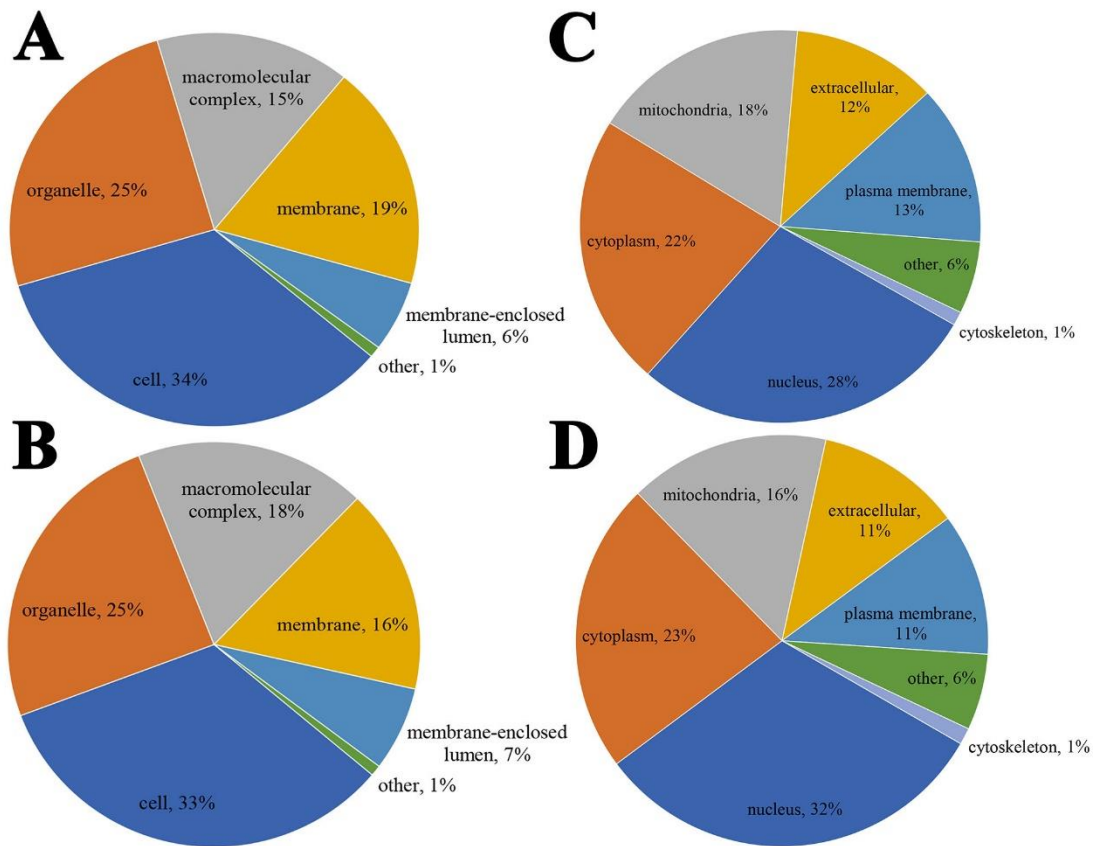 A
macromolecular
complex, 15%
organelle, 25%
membrane, 19%
membrane-enclosed
lumen, 6%
other, 1%
cell, 34%
C
extracellular,
12%
mitochondria, 18%
plasma membrane,
13%
cytoplasm, 22%
other, 6%
cytoskeleton, 1%
nucleus, 28%
B
macromolecular
complex, 18%
organelle, 25%
membrane, 16%
membrane-enclosed
lumen, 7%
other, 1%
cell, 33%
D
mitochondria, 16%
extracellular,
11%
plasma membrane,
11%
cytoplasm, 23%
other, 6%
cytoskeleton, 1%
nucleus, 32%